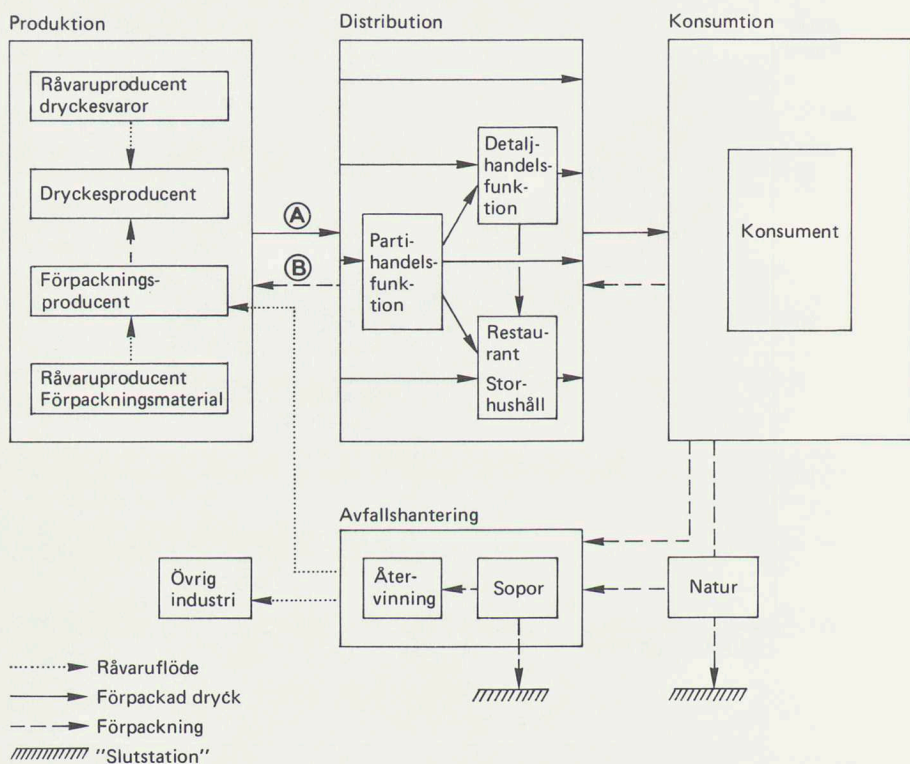 Produktion
Distribution
Konsumtion
Råvaruproducent
dryckesvaror
Dryckesproducent
Förpacknings-
producent
Råvaruproducent
Förpackningsmaterial
A
B
Parti-
handels-
funk-
tion
Detalj-
handels-
funk-
tion
Restau-
rant
Stor-
hushåll
Konsument
Avfallshantering
Övrig
industri
Åter-
vinning
Sopor
Natur
Råvaruflöde
Förpackad dryck
Förpackning
"Slutstation"